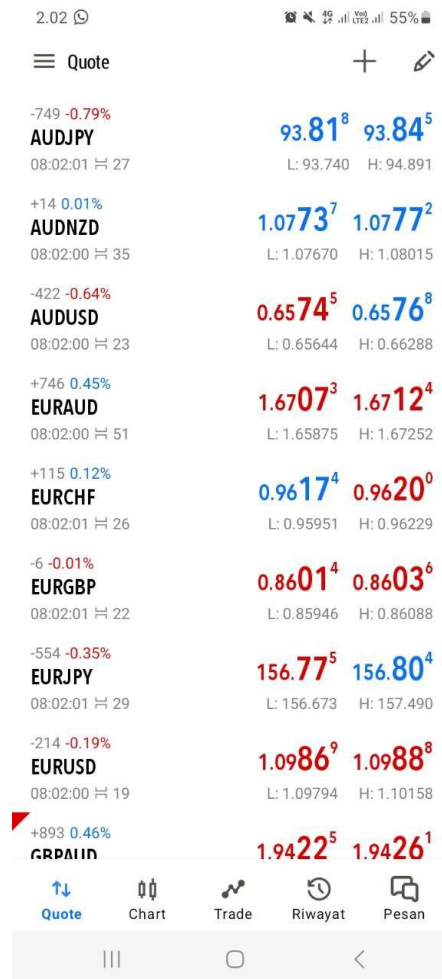 2.02 4G Vo)) LTE2 55%
Quote
-749 -0.79%
AUDJPY 93.81⁸ 93.84⁵
08:02:01 27 L: 93.740 H: 94.891
+14 0.01%
AUDNZD 1.0773⁷ 1.0777²
08:02:00 35 L: 1.07670 H: 1.08015
-422 -0.64%
AUDUSD 0.6574⁵ 0.6576⁸
08:02:00 23 L: 0.65644 H: 0.66288
+746 0.45%
EURAUD 1.6707³ 1.6712⁴
08:02:00 51 L: 1.65875 H: 1.67252
+115 0.12%
EURCHF 0.9617⁴ 0.9620⁰
08:02:01 26 L: 0.95951 H: 0.96229
-6 -0.01%
EURGBP 0.8601⁴ 0.8603⁶
08:02:01 22 L: 0.85946 H: 0.86088
-554 -0.35%
EURJPY 156.77⁵ 156.80⁴
08:02:01 29 L: 156.673 H: 157.490
-214 -0.19%
EURUSD 1.0986⁹ 1.0988⁸
08:02:00 19 L: 1.09794 H: 1.10158
+893 0.46%
GBPAUD 1.9422⁵ 1.9426¹
Quote Chart Trade Riwayat Pesan